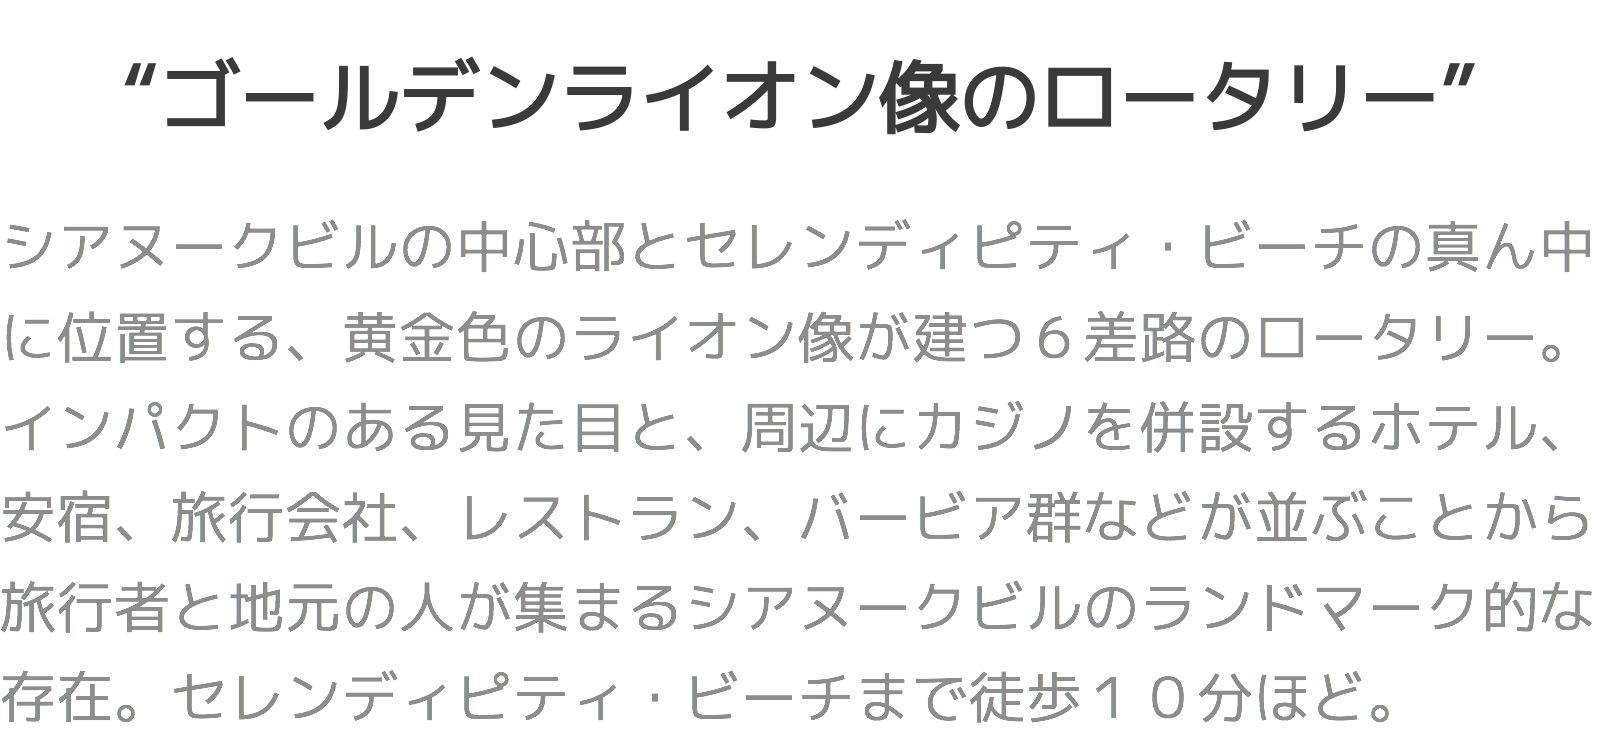 “ゴールデンライオン像のロータリー”
シアヌークビルの中心部とセレンディピティ・ビーチの真ん中
に位置する、黄金色のライオン像が建つ６差路のロータリー。
インパクトのある見た目と、周辺にカジノを併設するホテル、
安宿、旅行会社、レストラン、バービア群などが並ぶことから
旅行者と地元の人が集まるシアヌークビルのランドマーク的な
存在。セレンディピティ・ビーチまで徒歩１０分ほど。